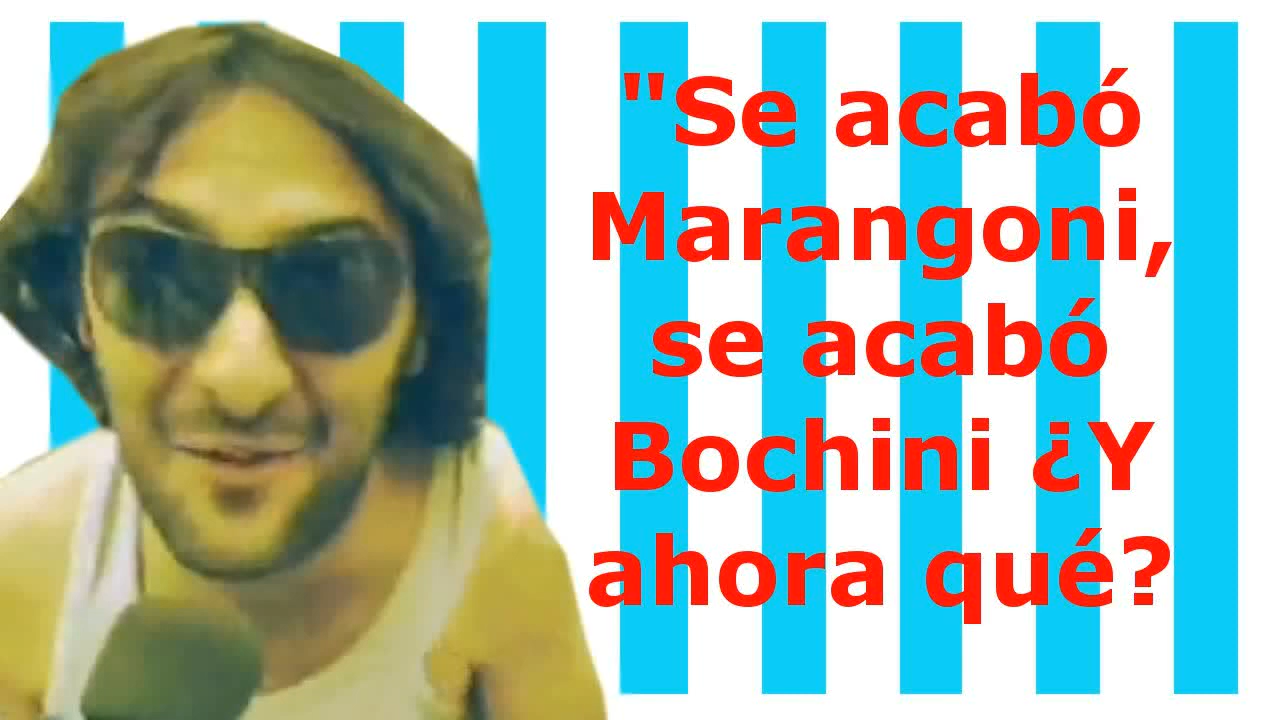 "Se acabó
Marangoni,
se acabó
Bochini ¿Y
ahora qué?